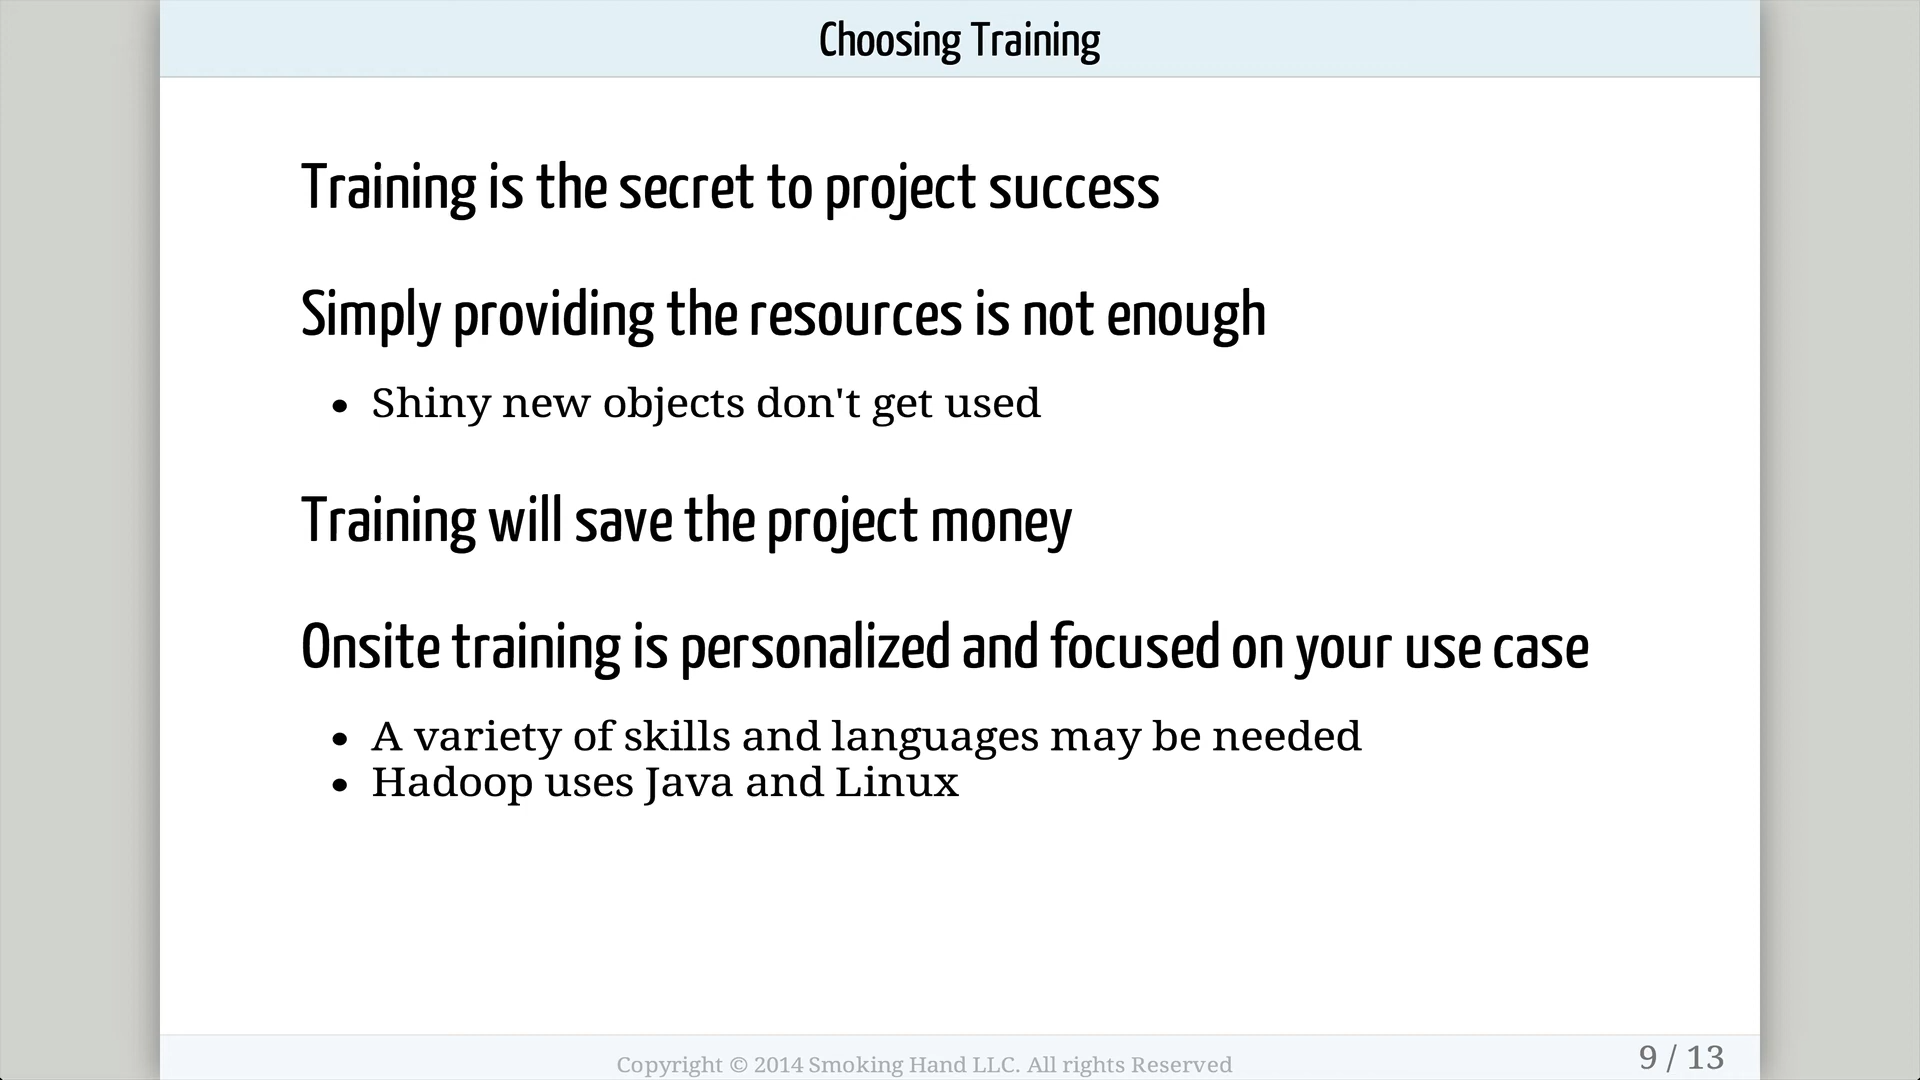 Choosing Training
Training is the secret to project success
Simply providing the resources is not enough
• Shiny new objects don't get used
Training will save the project money
Onsite training is personalized and focused on your use case
• A variety of skills and languages may be needed
• Hadoop uses Java and Linux
Copyright © 2014 Smoking Hand LLC. All rights Reserved
9 / 13